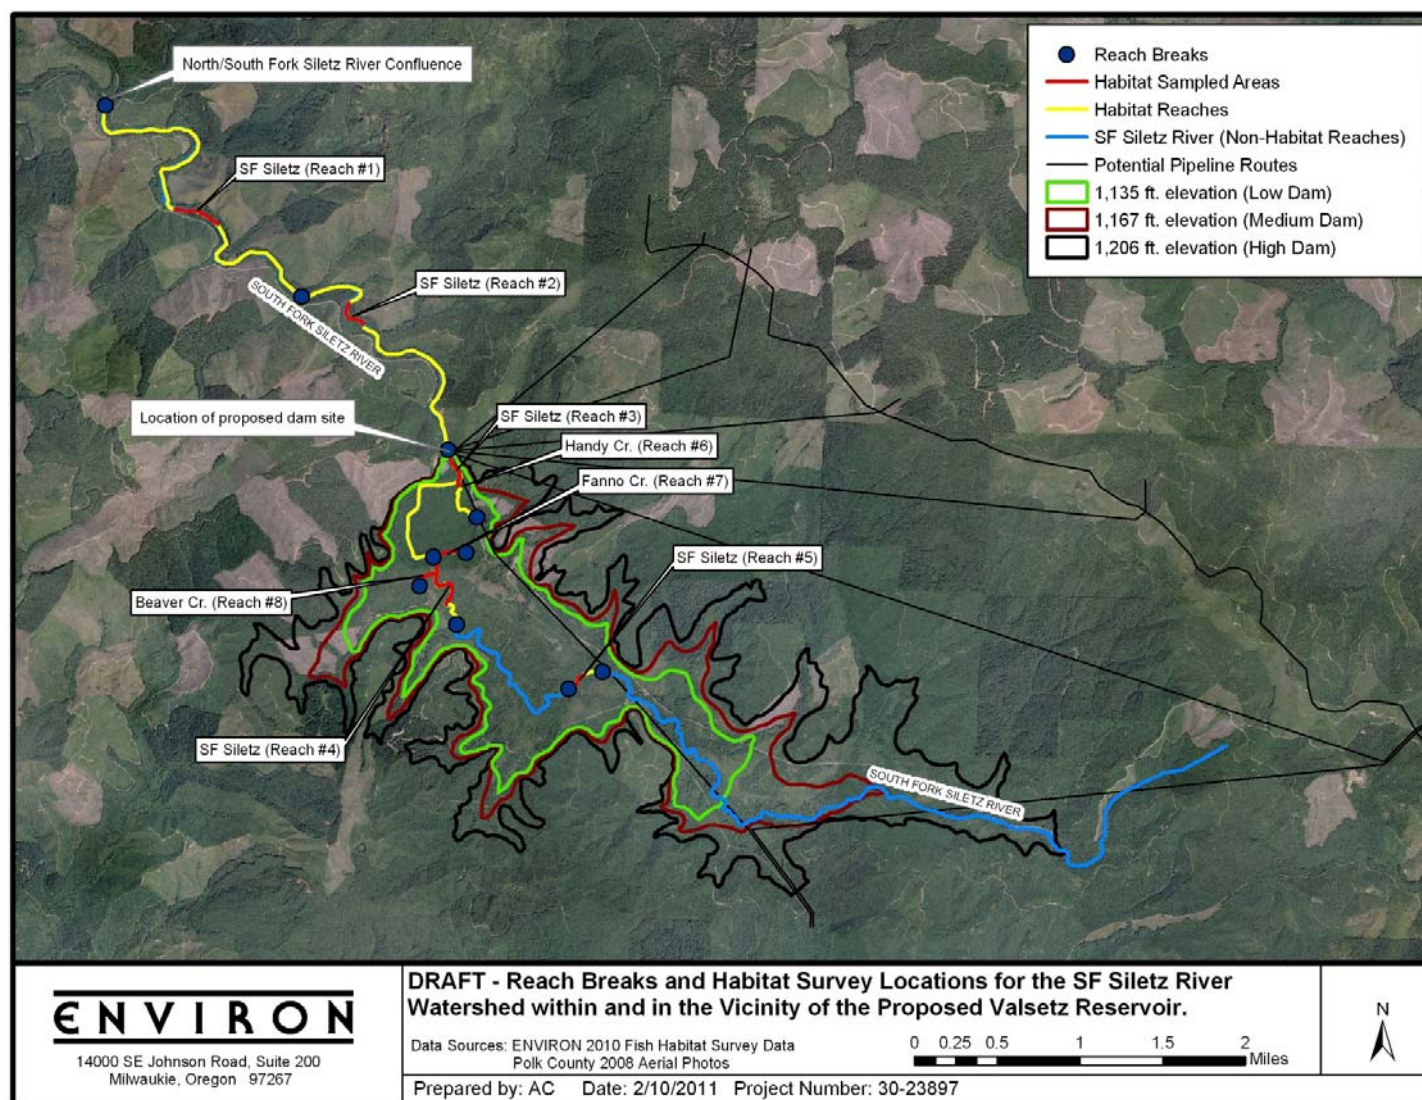 North/South Fork Siletz River Confluence
SF Siletz (Reach #1)
SF Siletz (Reach #2)
SOUTH FORK SILETZ RIVER
Location of proposed dam site
SF Siletz (Reach #3)
Handy Cr. (Reach #6)
Fanno Cr. (Reach #7)
SF Siletz (Reach #5)
Beaver Cr. (Reach #8)
SF Siletz (Reach #4)
SOUTH FORK SILETZ RIVER
Reach Breaks
Habitat Sampled Areas
Habitat Reaches
SF Siletz River (Non-Habitat Reaches)
Potential Pipeline Routes
1,135 ft. elevation (Low Dam)
1,167 ft. elevation (Medium Dam)
1,206 ft. elevation (High Dam)
ENVIRON
14000 SE Johnson Road, Suite 200
Milwaukie, Oregon 97267
DRAFT - Reach Breaks and Habitat Survey Locations for the SF Siletz River
Watershed within and in the Vicinity of the Proposed Valsetz Reservoir.
Data Sources: ENVIRON 2010 Fish Habitat Survey Data
Polk County 2008 Aerial Photos
0 0.25 0.5 1 1.5 2
Miles
Prepared by: AC Date: 2/10/2011 Project Number: 30-23897
N